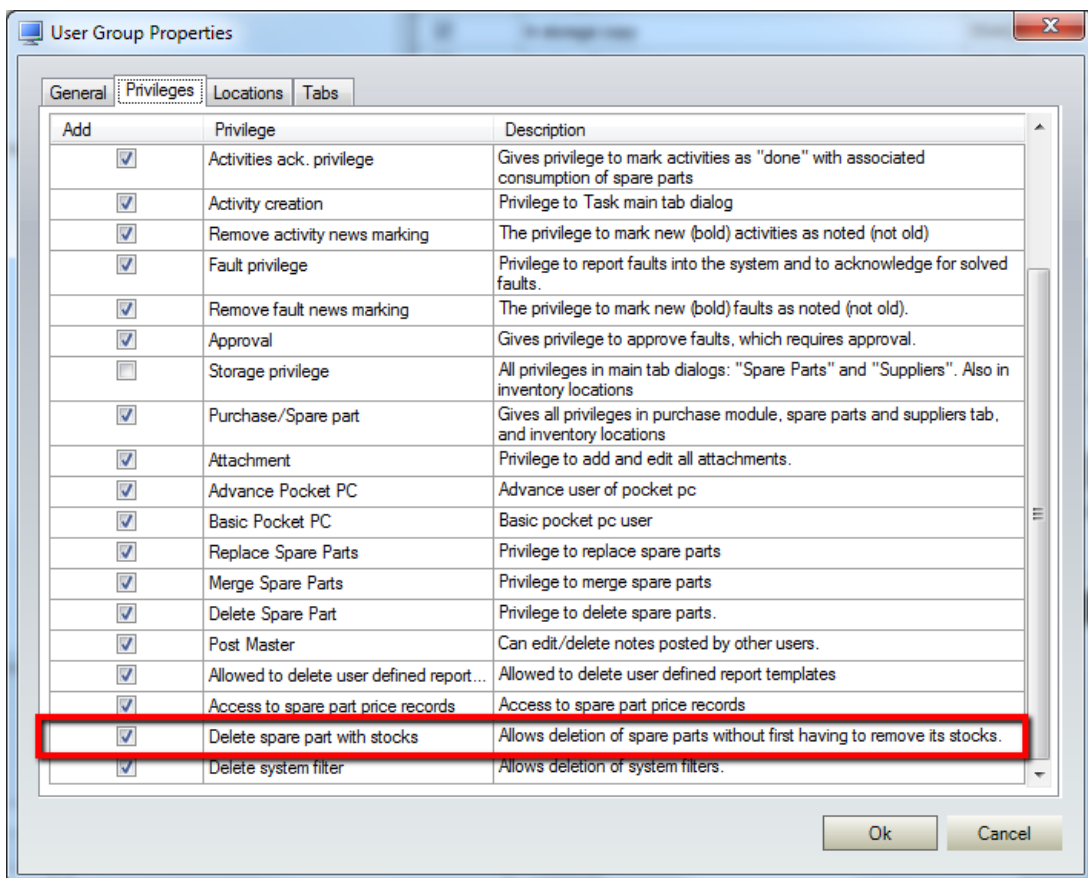 User Group Properties
General Privileges Locations Tabs
Add Privilege Description
Activities ack. privilege Gives privilege to mark activities as "done" with associated
consumption of spare parts
Activity creation Privilege to Task main tab dialog
Remove activity news marking The privilege to mark new (bold) activities as noted (not old)
Fault privilege Privilege to report faults into the system and to acknowledge for solved
faults.
Remove fault news marking The privilege to mark new (bold) faults as noted (not old).
Approval Gives privilege to approve faults, which requires approval.
Storage privilege All privileges in main tab dialogs: "Spare Parts" and "Suppliers". Also in
inventory locations
Purchase/Spare part Gives all privileges in purchase module, spare parts and suppliers tab,
and inventory locations
Attachment Privilege to add and edit all attachments.
Advance Pocket PC Advance user of pocket pc
Basic Pocket PC Basic pocket pc user
Replace Spare Parts Privilege to replace spare parts
Merge Spare Parts Privilege to merge spare parts
Delete Spare Part Privilege to delete spare parts.
Post Master Can edit/delete notes posted by other users.
Allowed to delete user defined report... Allowed to delete user defined report templates
Access to spare part price records Access to spare part price records
Delete spare part with stocks Allows deletion of spare parts without first having to remove its stocks.
Delete system filter Allows deletion of system filters.
Ok Cancel